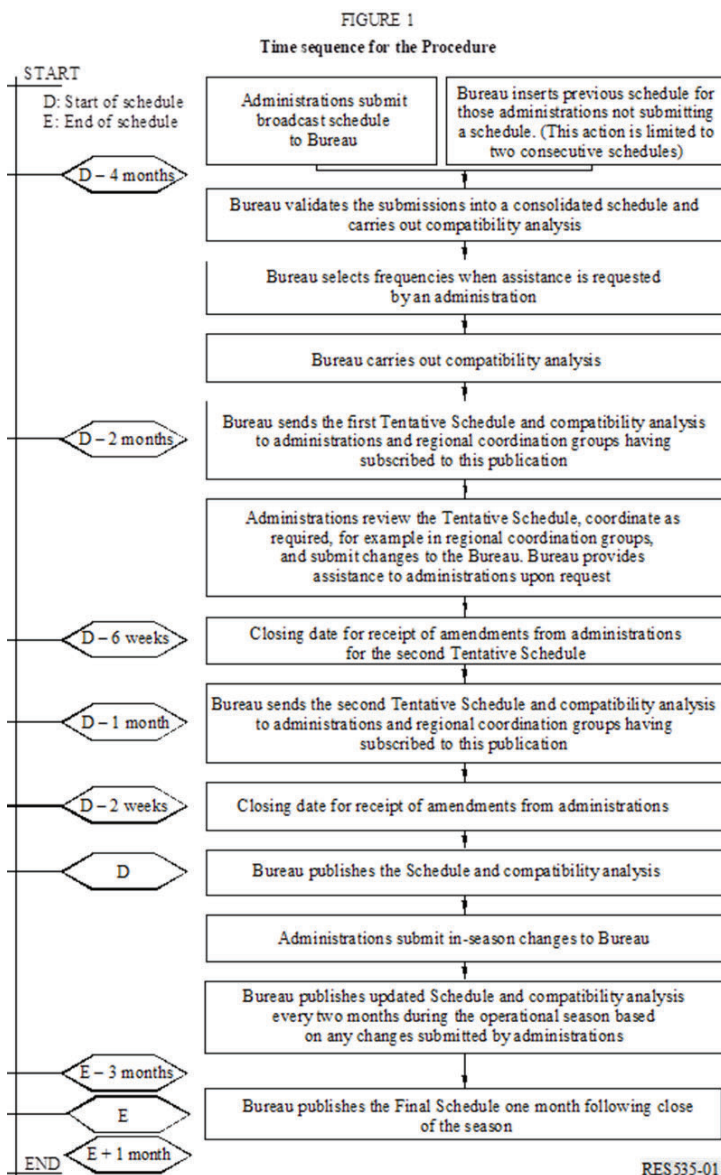 FIGURE 1
Time sequence for the Procedure
START
D: Start of schedule
E: End of schedule
Administrations submit
broadcast schedule
to Bureau
Bureau inserts previous schedule for
those administrations not submitting
a schedule. (This action is limited to
two consecutive schedules)
D – 4 months
Bureau validates the submissions into a consolidated schedule and
carries out compatibility analysis
Bureau selects frequencies when assistance is requested
by an administration
Bureau carries out compatibility analysis
D – 2 months
Bureau sends the first Tentative Schedule and compatibility analysis
to administrations and regional coordination groups having
subscribed to this publication
Administrations review the Tentative Schedule, coordinate as
required, for example in regional coordination groups,
and submit changes to the Bureau. Bureau provides
assistance to administrations upon request
D – 6 weeks
Closing date for receipt of amendments from administrations
for the second Tentative Schedule
D – 1 month
Bureau sends the second Tentative Schedule and compatibility analysis
to administrations and regional coordination groups having
subscribed to this publication
D – 2 weeks
Closing date for receipt of amendments from administrations
D
Bureau publishes the Schedule and compatibility analysis
Administrations submit in-season changes to Bureau
Bureau publishes updated Schedule and compatibility analysis
every two months during the operational season based
on any changes submitted by administrations
E – 3 months
E
Bureau publishes the Final Schedule one month following close
of the season
E + 1 month
END
RES535-01